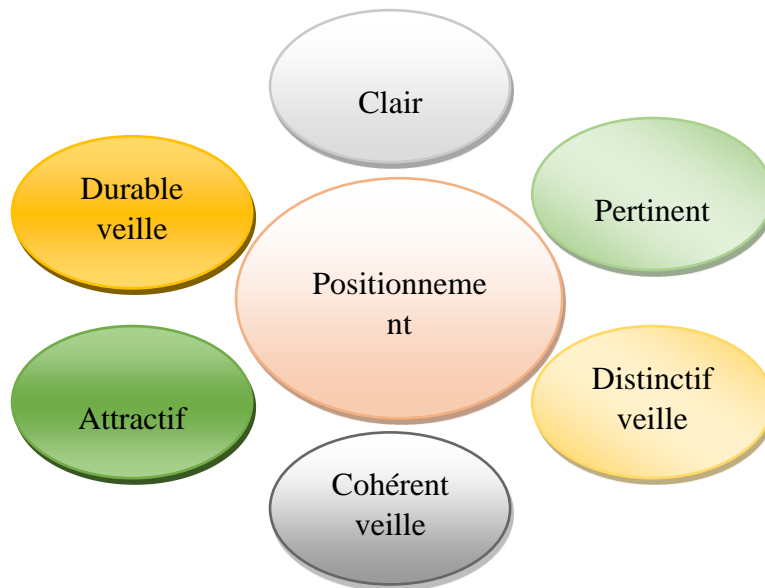 Clair
Durable
veille
Pertinent
Positionneme
nt
Distinctif
veille
Attractif
Cohérent
veille